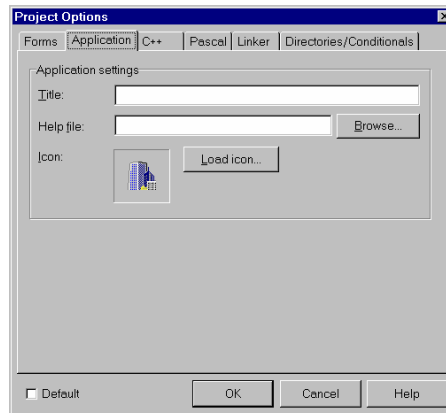 Project Options
Forms Application C++ Pascal Linker Directories/Conditionals
Application settings
Title:
Help file: Browse...
Icon: Load icon...
Default OK Cancel Help